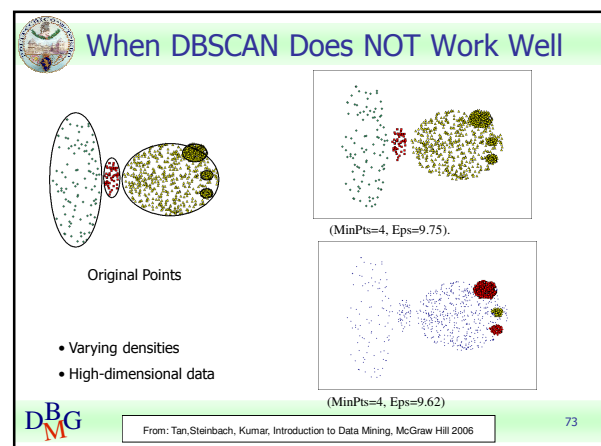 When DBSCAN Does NOT Work Well
(MinPts=4, Eps=9.75).
Original Points
• Varying densities
• High-dimensional data
(MinPts=4, Eps=9.62)
DBMG
From: Tan,Steinbach, Kumar, Introduction to Data Mining, McGraw Hill 2006
73